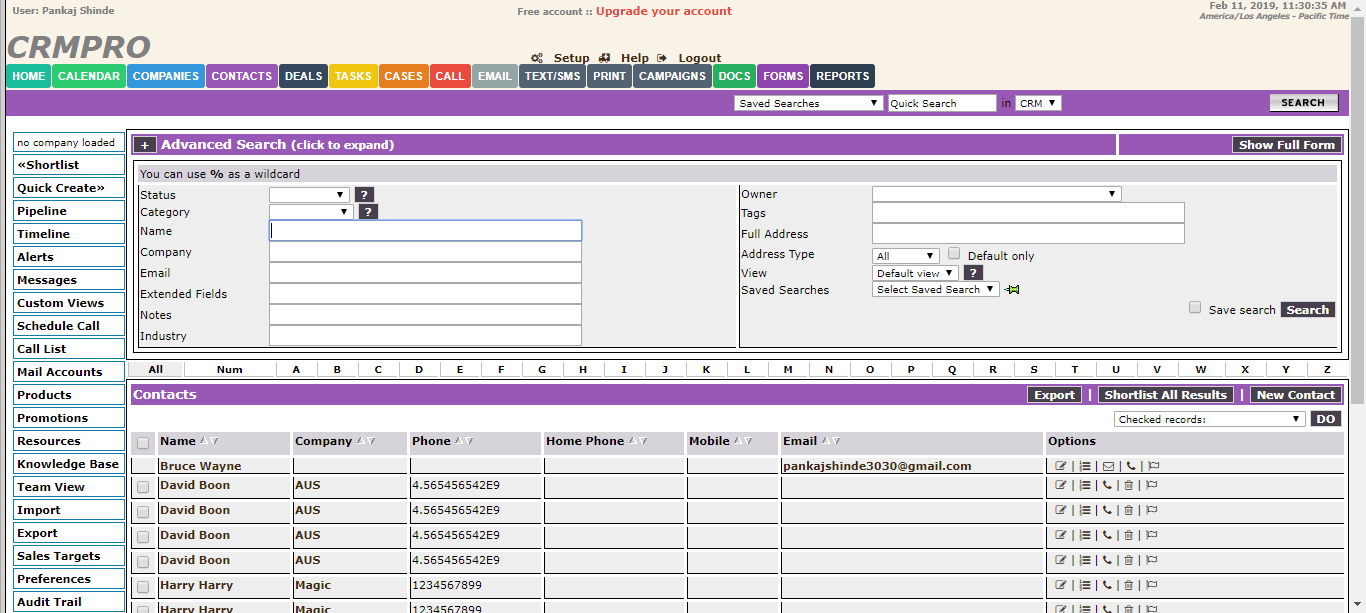 User: Pankaj Shinde
Free account :: Upgrade your account
Feb 11, 2019, 11:30:35 AM
America/Los Angeles - Pacific Time
CRMPRO
Setup Help Logout
HOME CALENDAR COMPANIES CONTACTS DEALS TASKS CASES CALL EMAIL TEXT/SMS PRINT CAMPAIGNS DOCS FORMS REPORTS
Saved Searches Quick Search in CRM SEARCH
no company loaded
«Shortlist
Quick Create»
Pipeline
Timeline
Alerts
Messages
Custom Views
Schedule Call
Call List
Mail Accounts
Products
Promotions
Resources
Knowledge Base
Team View
Import
Export
Sales Targets
Preferences
Audit Trail
+ Advanced Search (click to expand) Show Full Form
You can use % as a wildcard
Status ?
Category ?
Name
Company
Email
Extended Fields
Notes
Industry
Owner
Tags
Full Address
Address Type All Default only
View Default view ?
Saved Searches Select Saved Search
Save search Search
All Num A B C D E F G H I J K L M N O P Q R S T U V W X Y Z
Contacts Export | Shortlist All Results | New Contact
Checked records: DO
Name Company Phone Home Phone Mobile Email Options
Bruce Wayne pankajshinde3030@gmail.com | | | |
David Boon AUS 4.565456542E9 | | | |
David Boon AUS 4.565456542E9 | | | |
David Boon AUS 4.565456542E9 | | | |
David Boon AUS 4.565456542E9 | | | |
Harry Harry Magic 1234567899 | | | |
Harry Harry Magic 1234567899 | | | |